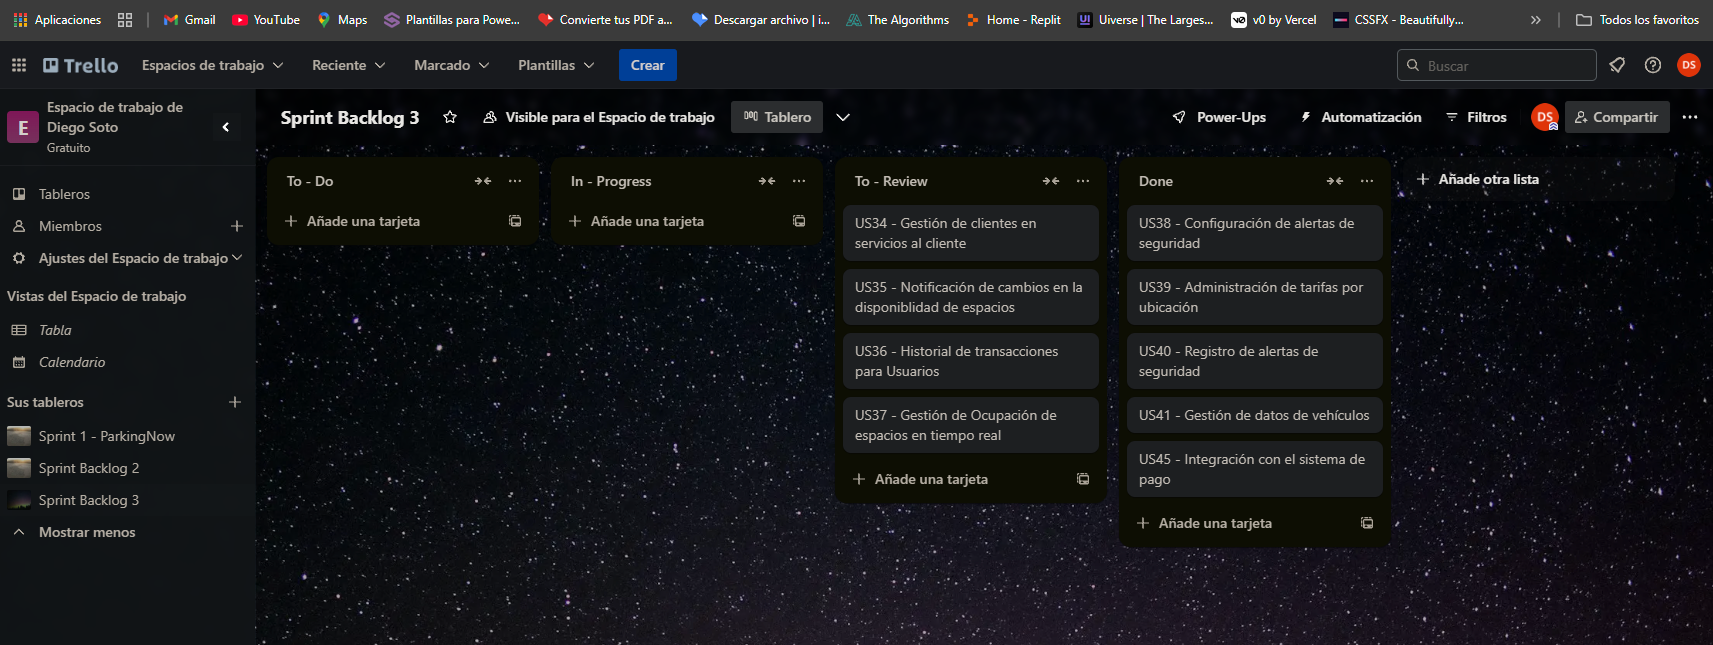 Aplicaciones
Gmail
YouTube
Maps
Plantillas para Powe...
Convierte tus PDF a...
Descargar archivo | i...
The Algorithms
Home - Replit
Uiverse | The Larges...
v0 by Vercel
CSSFX - Beautifully...
»
Todos los favoritos
Trello
Espacios de trabajo
Reciente
Marcado
Plantillas
Crear
Buscar
DS
E
Espacio de trabajo de
Diego Soto
Gratuito
Sprint Backlog 3
Visible para el Espacio de trabajo
Tablero
Power-Ups
Automatización
Filtros
DS
Compartir
Tableros
Miembros
Ajustes del Espacio de trabajo
Vistas del Espacio de trabajo
Tabla
Calendario
Sus tableros
Sprint 1 - ParkingNow
Sprint Backlog 2
Sprint Backlog 3
Mostrar menos
To - Do
Añade una tarjeta
In - Progress
Añade una tarjeta
To - Review
US34 - Gestión de clientes en
servicios al cliente
US35 - Notificación de cambios en la
disponiblidad de espacios
US36 - Historial de transacciones
para Usuarios
US37 - Gestión de Ocupación de
espacios en tiempo real
Añade una tarjeta
Done
US38 - Configuración de alertas de
seguridad
US39 - Administración de tarifas por
ubicación
US40 - Registro de alertas de
seguridad
US41 - Gestión de datos de vehículos
US45 - Integración con el sistema de
pago
Añade una tarjeta
Añade otra lista